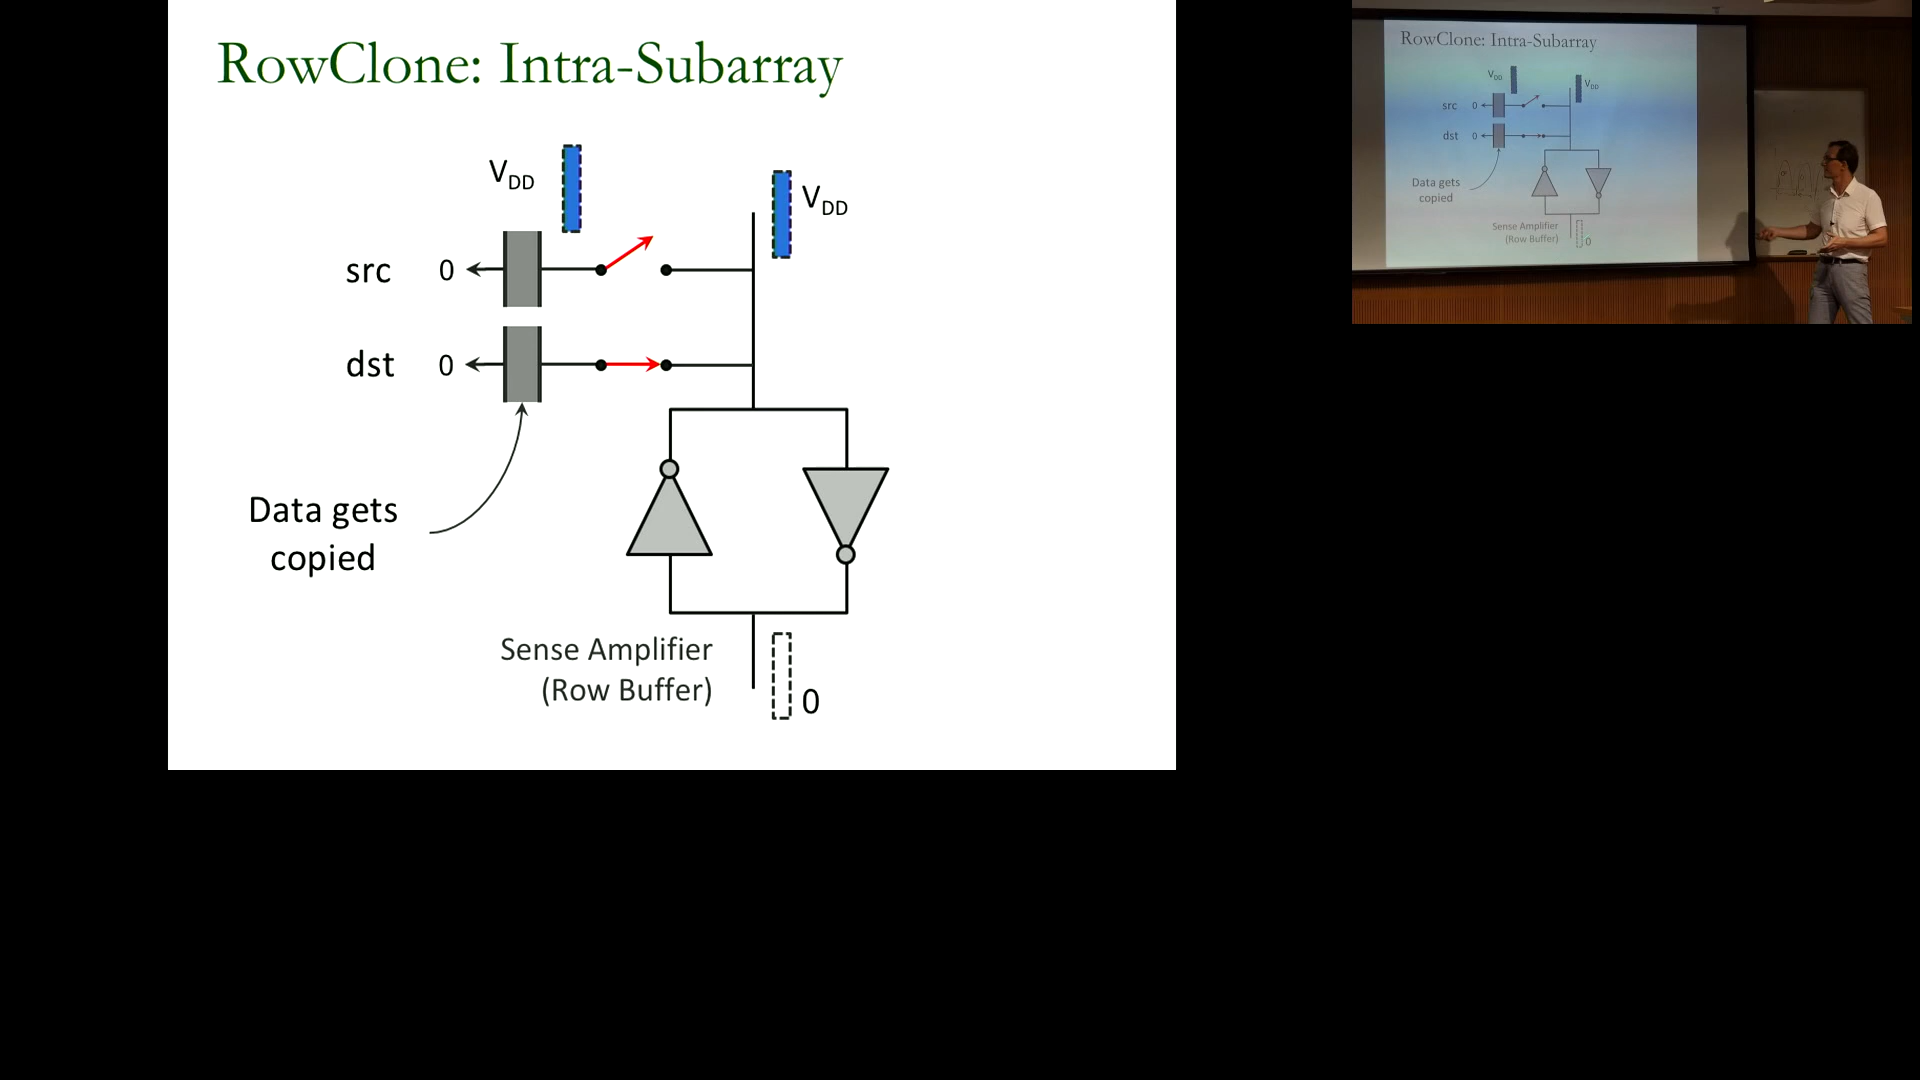 RowClone: Intra-Subarray
VDD
VDD
src 0
dst 0
Data gets
copied
Sense Amplifier
(Row Buffer)
0
RowClone: Intra-Subarray
VDD
VDD
src 0
dst 0
Data gets
copied
Sense Amplifier
(Row Buffer)
0